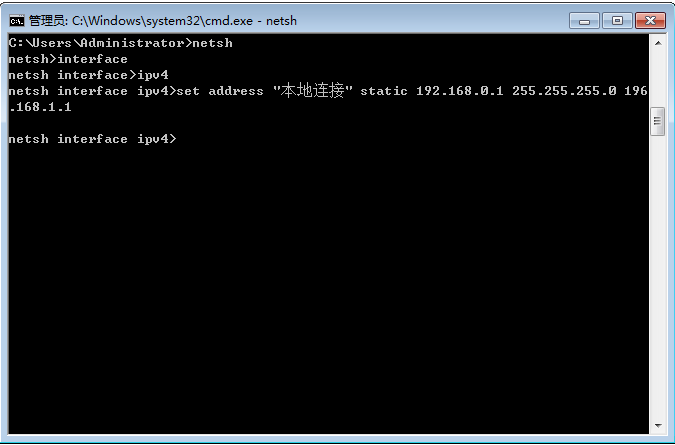 管理员: C:\Windows\system32\cmd.exe - netsh
C:\Users\Administrator>netsh
netsh>interface
netsh interface>ipv4
netsh interface ipv4>set address "本地连接" static 192.168.0.1 255.255.255.0 196
.168.1.1
netsh interface ipv4>